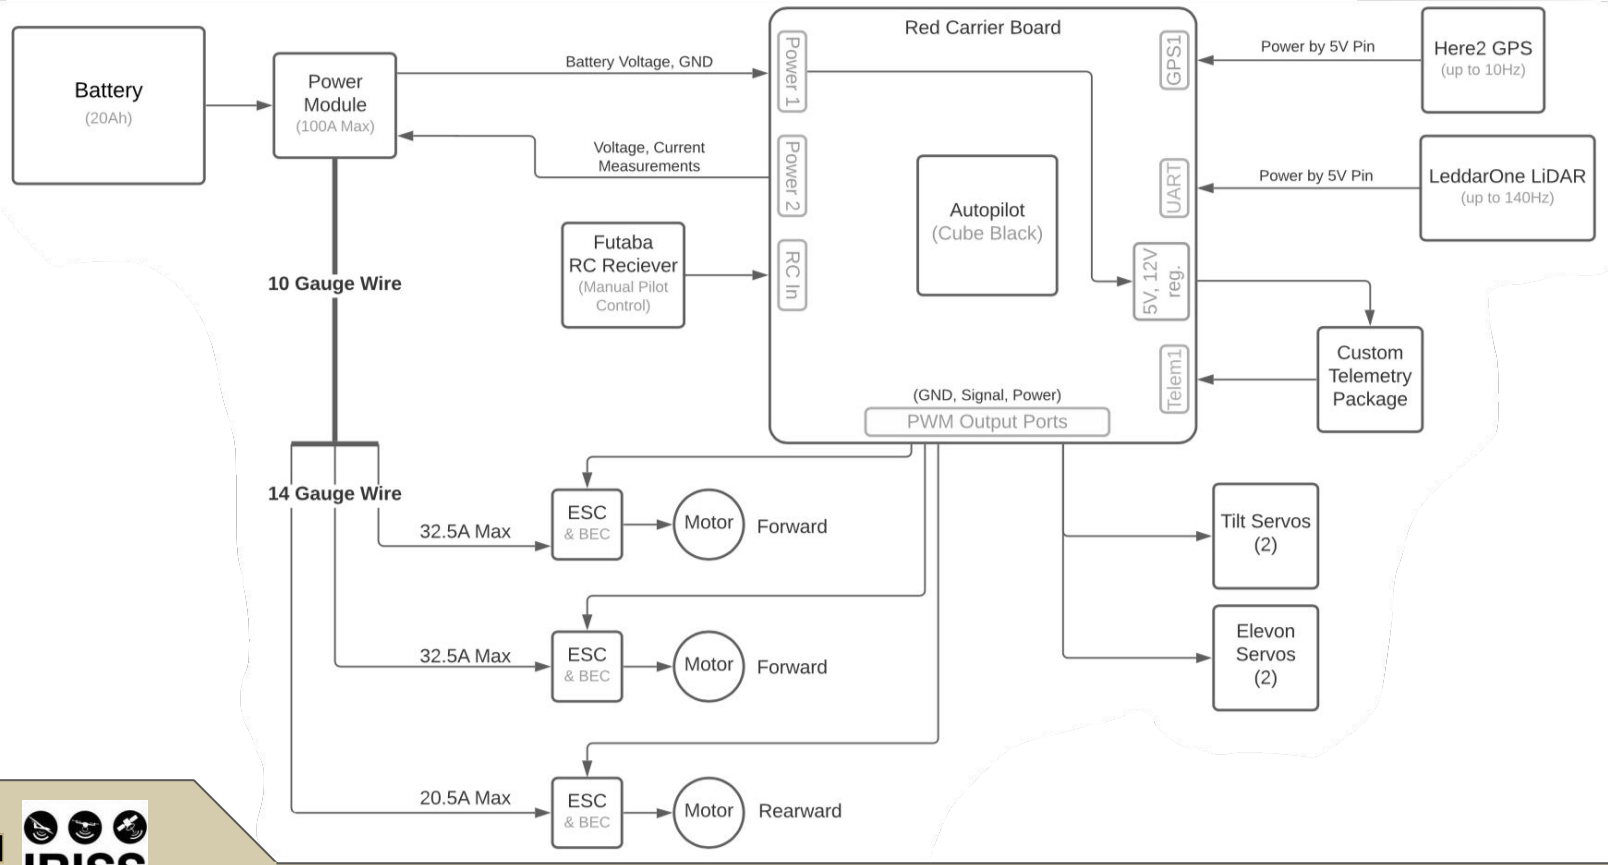 Red Carrier Board
Battery
(20Ah)
Power
Module
(100A Max)
Battery Voltage, GND
Voltage, Current
Measurements
Power 1
Power 2
RC In
Futaba
RC Reciever
(Manual Pilot
Control)
Autopilot
(Cube Black)
GPS1
UART
5V, 12V
reg.
Telem1
Power by 5V Pin
Here2 GPS
(up to 10Hz)
Power by 5V Pin
LeddarOne LiDAR
(up to 140Hz)
Custom
Telemetry
Package
(GND, Signal, Power)
PWM Output Ports
10 Gauge Wire
14 Gauge Wire
32.5A Max
ESC
& BEC
Motor
Forward
32.5A Max
ESC
& BEC
Motor
Forward
20.5A Max
ESC
& BEC
Motor
Rearward
Tilt Servos
(2)
Elevon
Servos
(2)
IRISS